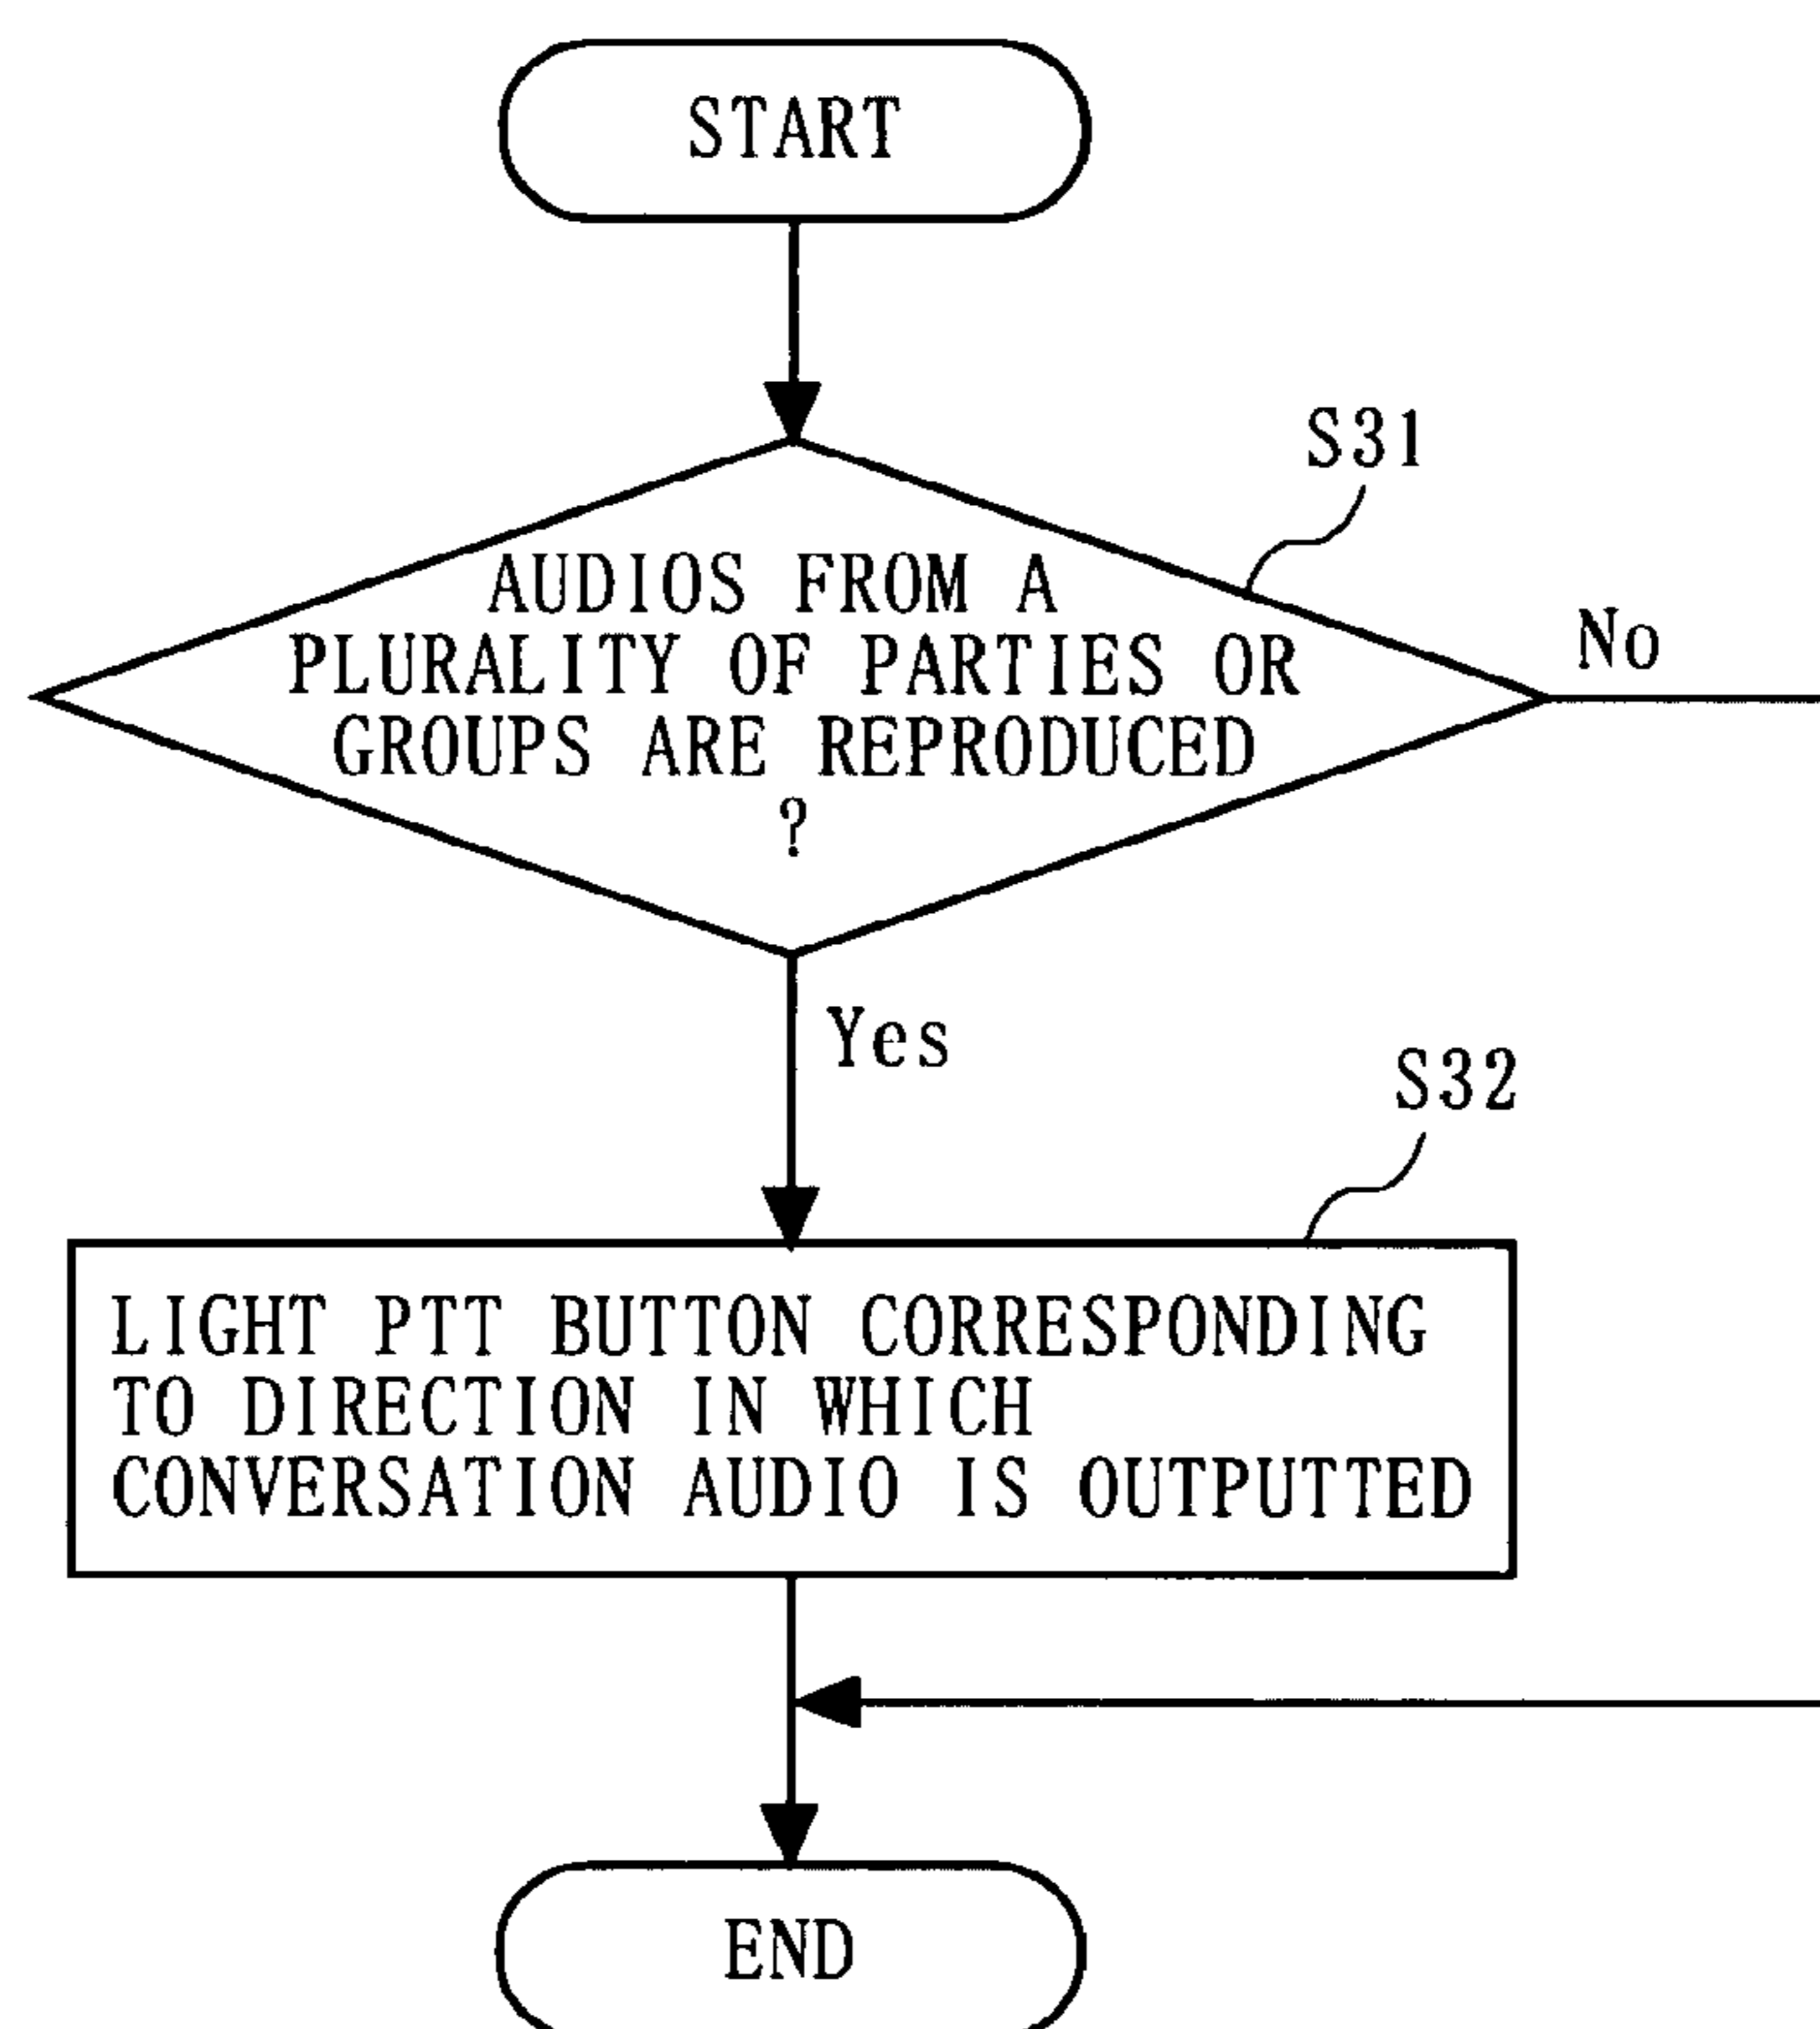 START
S31
AUDIOS FROM A
PLURALITY OF PARTIES OR
GROUPS ARE REPRODUCED
?
No
Yes
S32
LIGHT PTT BUTTON CORRESPONDING
TO DIRECTION IN WHICH
CONVERSATION AUDIO IS OUTPUTTED
END